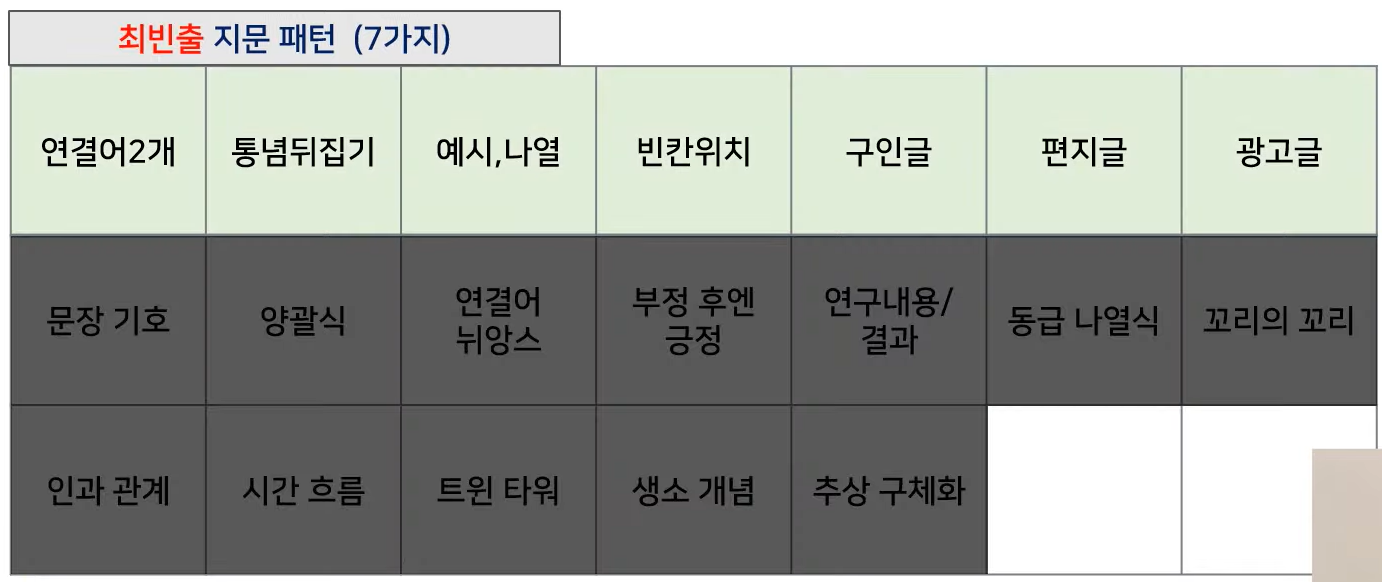 최빈출 지문 패턴 (7가지)
연결어2개
통념뒤집기
예시,나열
빈칸위치
구인글
편지글
광고글
문장 기호
양괄식
연결어
뉘앙스
부정 후엔
긍정
연구내용/
결과
동급 나열식
꼬리의 꼬리
인과 관계
시간 흐름
트윈 타워
생소 개념
추상 구체화